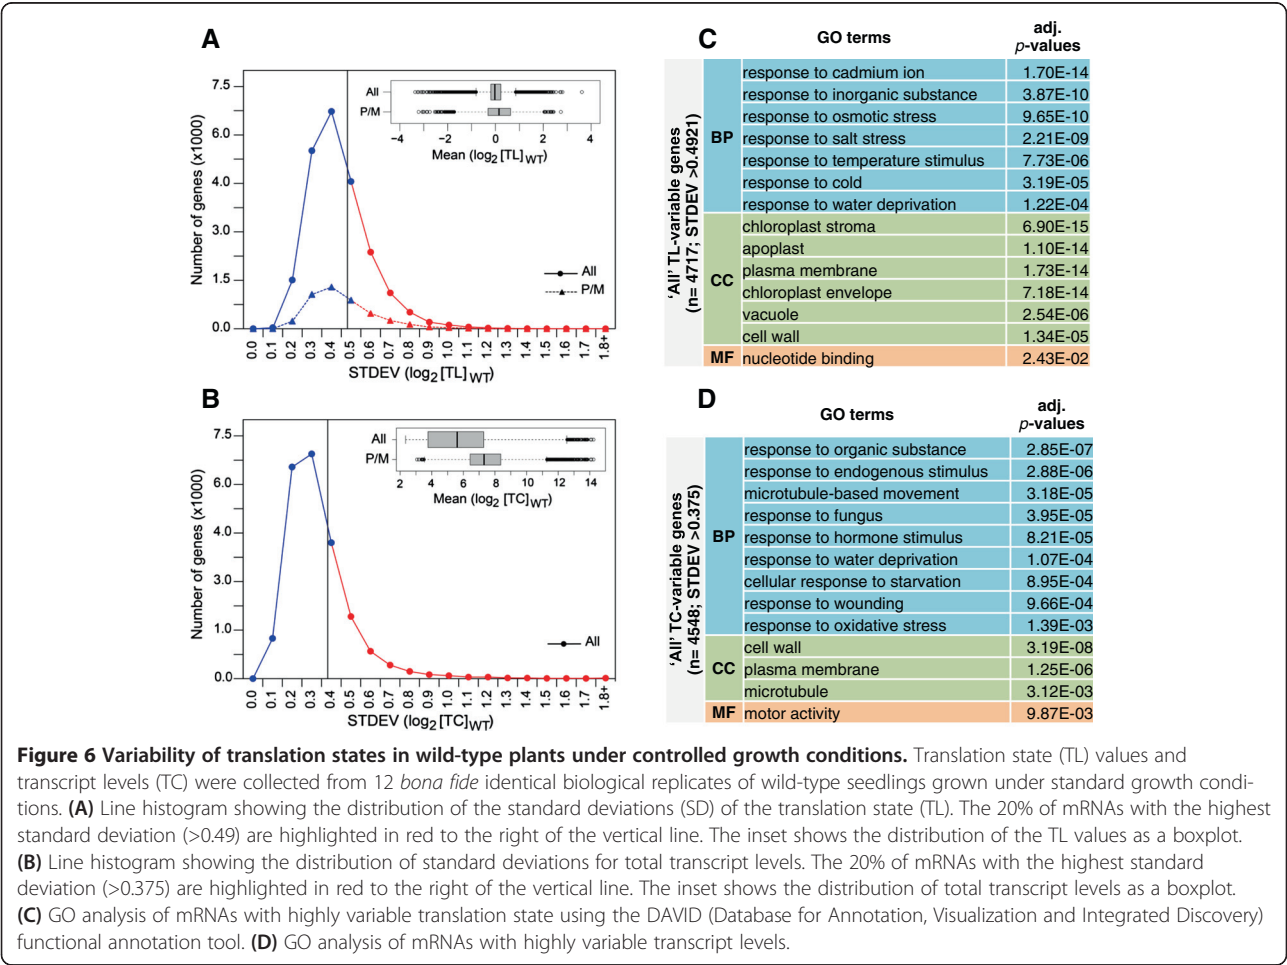 A
Number of genes (x1000)
7.5
6.0
4.0
3.0
1.5
0.0
All
P/M
−4 −2 0 2 4
Mean (log2 [TL]WT)
All
P/M
0.0 0.1 0.2 0.3 0.4 0.5 0.6 0.7 0.8 0.9 1.0 1.1 1.2 1.3 1.4 1.5 1.6 1.7 1.8+
STDEV (log2 [TL]WT)
B
Number of genes (x1000)
7.5
6.0
4.0
3.0
1.0
0.0
All
P/M
2 4 6 8 10 12 14
Mean (log2 [TC]WT)
All
0.0 0.1 0.2 0.3 0.4 0.5 0.6 0.7 0.8 0.9 1.0 1.1 1.2 1.3 1.4 1.5 1.6 1.7 1.8+
STDEV (log2 [TC]WT)
C
GO terms adj. p-values
'All' TL-variable genes
(n= 4717; STDEV >0.4921)
BP
response to cadmium ion 1.70E-14
response to inorganic substance 3.87E-10
response to osmotic stress 9.65E-10
response to salt stress 2.21E-09
response to temperature stimulus 7.73E-06
response to cold 3.19E-05
response to water deprivation 1.22E-04
CC
chloroplast stroma 6.90E-15
apoplast 1.10E-14
plasma membrane 1.73E-14
chloroplast envelope 7.18E-14
vacuole 2.54E-06
cell wall 1.34E-05
MF nucleotide binding 2.43E-02
D
GO terms adj. p-values
'All' TC-variable genes
(n= 4548; STDEV >0.375)
BP
response to organic substance 2.85E-07
response to endogenous stimulus 2.88E-06
microtubule-based movement 3.18E-05
response to fungus 3.95E-05
response to hormone stimulus 8.21E-05
response to water deprivation 1.07E-04
cellular response to starvation 8.95E-04
response to wounding 9.66E-04
response to oxidative stress 1.39E-03
CC
cell wall 3.19E-08
plasma membrane 1.25E-06
microtubule 3.12E-03
MF motor activity 9.87E-03
Figure 6 Variability of translation states in wild-type plants under controlled growth conditions. Translation state (TL) values and
transcript levels (TC) were collected from 12 bona fide identical biological replicates of wild-type seedlings grown under standard growth condi-
tions. (A) Line histogram showing the distribution of the standard deviations (SD) of the translation state (TL). The 20% of mRNAs with the highest
standard deviation (>0.49) are highlighted in red to the right of the vertical line. The inset shows the distribution of the TL values as a boxplot.
(B) Line histogram showing the distribution of standard deviations for total transcript levels. The 20% of mRNAs with the highest standard
deviation (>0.375) are highlighted in red to the right of the vertical line. The inset shows the distribution of total transcript levels as a boxplot.
(C) GO analysis of mRNAs with highly variable translation state using the DAVID (Database for Annotation, Visualization and Integrated Discovery)
functional annotation tool. (D) GO analysis of mRNAs with highly variable transcript levels.